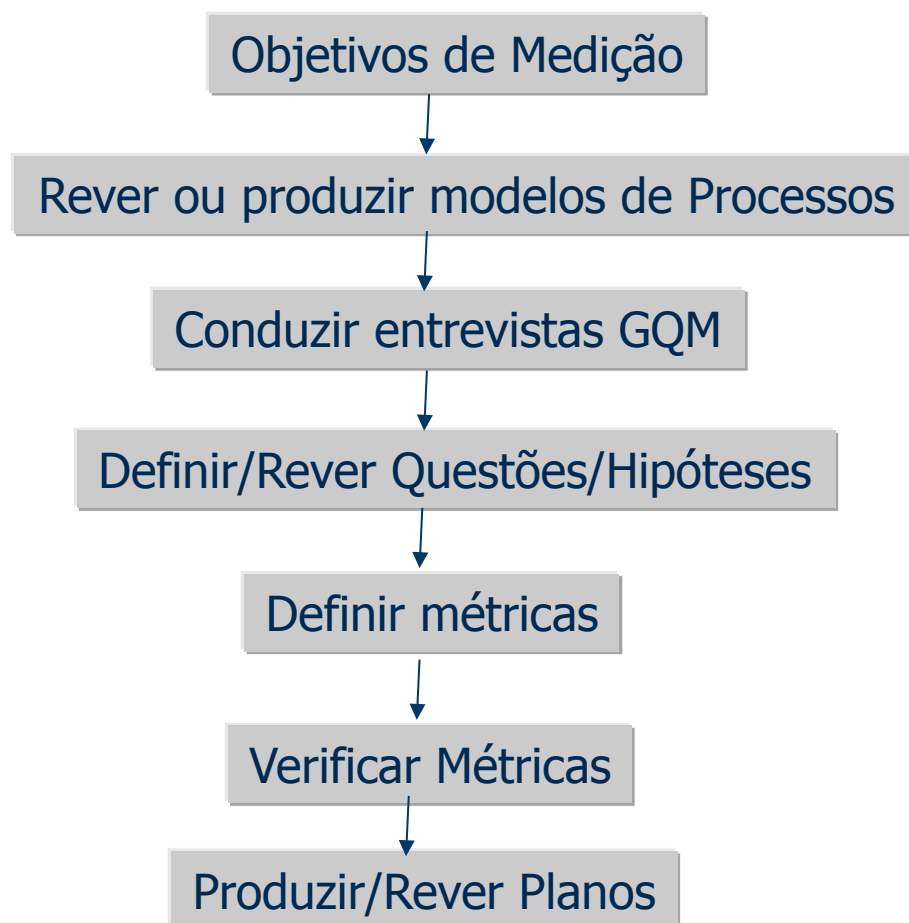 Objetivos de Medição
Rever ou produzir modelos de Processos
Conduzir entrevistas GQM
Definir/Rever Questões/Hipóteses
Definir métricas
Verificar Métricas
Produzir/Rever Planos